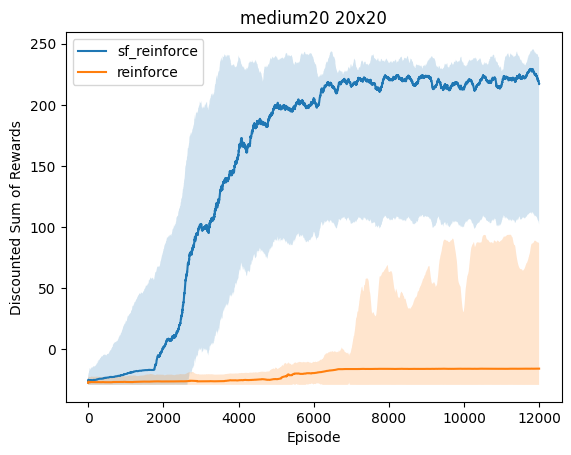 medium20 20x20
sf_reinforce
reinforce
Discounted Sum of Rewards
250
200
150
100
50
0
0 2000 4000 6000 8000 10000 12000
Episode